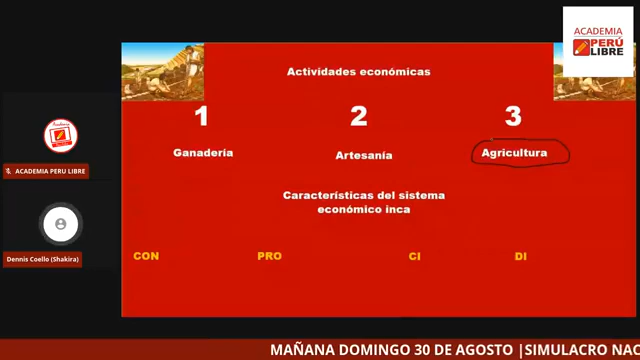 ACADEMIA
PERÚ
LIBRE
Actividades económicas
1 2 3
Ganadería Artesanía Agricultura
Características del sistema
económico inca
CON PRO CI DI
ACADEMIA PERU LIBRE
Dennis Coello (Shakira)
MAÑANA DOMINGO 30 DE AGOSTO |SIMULACRO NAC